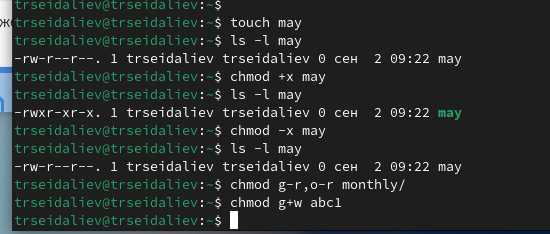 trseidaliev@trseidaliev:~$
trseidaliev@trseidaliev:~$ touch may
trseidaliev@trseidaliev:~$ ls -l may
-rw-r--r--. 1 trseidaliev trseidaliev 0 сен  2 09:22 may
trseidaliev@trseidaliev:~$ chmod +x may
trseidaliev@trseidaliev:~$ ls -l may
-rwxr-xr-x. 1 trseidaliev trseidaliev 0 сен  2 09:22 may
trseidaliev@trseidaliev:~$ chmod -x may
trseidaliev@trseidaliev:~$ ls -l may
-rw-r--r--. 1 trseidaliev trseidaliev 0 сен  2 09:22 may
trseidaliev@trseidaliev:~$ chmod g-r,o-r monthly/
trseidaliev@trseidaliev:~$ chmod g+w abc1
trseidaliev@trseidaliev:~$